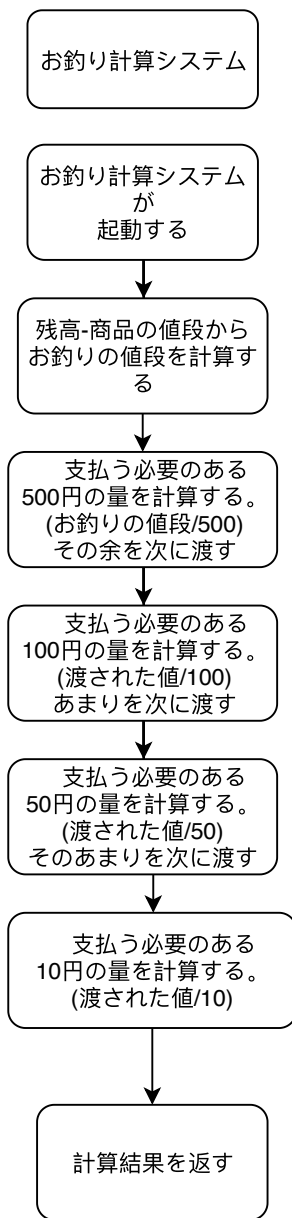 お釣り計算システム
お釣り計算システム
が
起動する
残高-商品の値段から
お釣りの値段を計算す
る
支払う必要のある
500円の量を計算する。
(お釣りの値段/500)
その余を次に渡す
支払う必要のある
100円の量を計算する。
(渡された値/100)
あまりを次に渡す
支払う必要のある
50円の量を計算する。
(渡された値/50)
そのあまりを次に渡す
支払う必要のある
10円の量を計算する。
(渡された値/10)
計算結果を返す